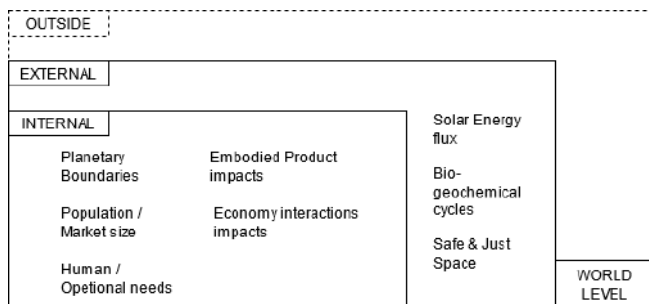 OUTSIDE
EXTERNAL
INTERNAL
Planetary
Boundaries
Population /
Market size
Human /
Opetional needs
Embodied Product
impacts
Economy interactions
impacts
Solar Energy
flux
Bio-
geochemical
cycles
Safe & Just
Space
WORLD
LEVEL